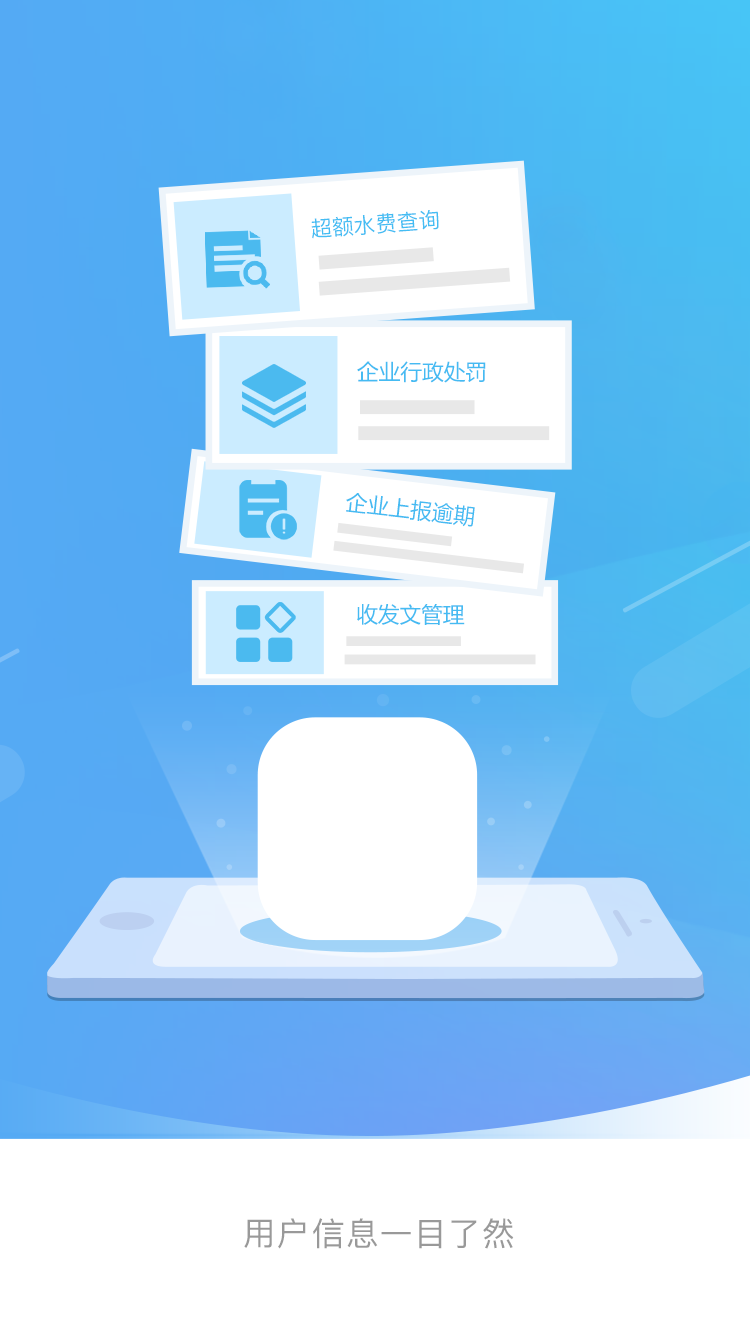 超额水费查询
企业行政处罚
企业上报逾期
收发文管理
用户信息一目了然